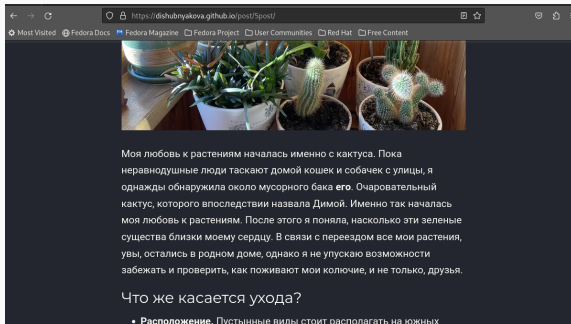 https://dishubnyakova.github.io/post/5post/
Most Visited Fedora Docs Fedora Magazine Fedora Project User Communities Red Hat Free Content
Моя любовь к растениям началась именно с кактуса. Пока
неравнодушные люди таскают домой кошек и собачек с улицы, я
однажды обнаружила около мусорного бака его. Очаровательный
кактус, которого впоследствии назвала Димой. Именно так началась
моя любовь к растениям. После этого я поняла, насколько эти зеленые
существа близки моему сердцу. В связи с переездом все мои растения,
увы, остались в родном доме, однако я не упускаю возможности
забежать и проверить, как поживают мои колючие, и не только, друзья.
Что же касается ухода?
• Расположение. Пустынные виды стоит располагать на южных